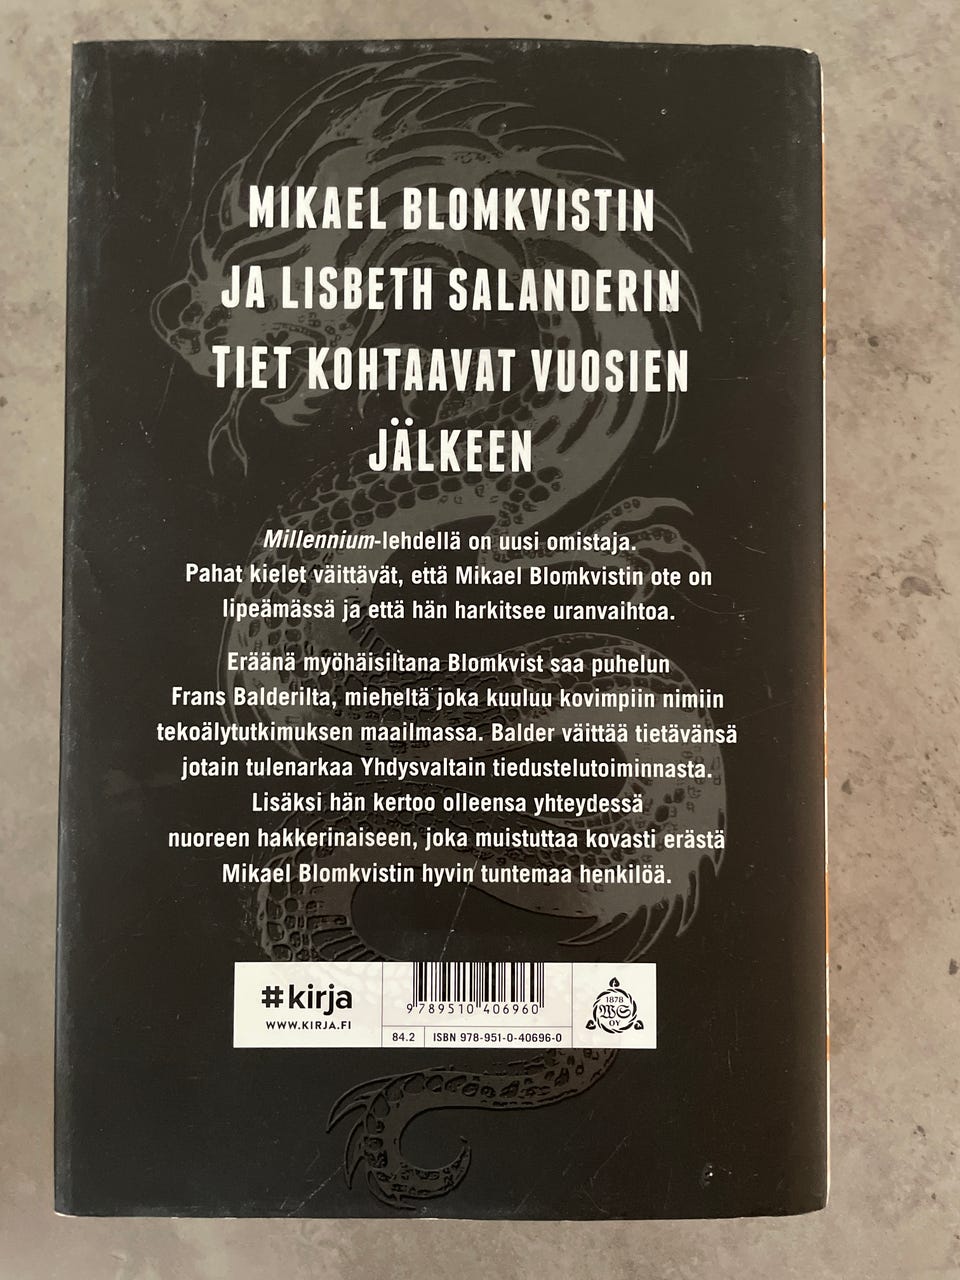 MIKAEL BLOMKVISTIN
JA LISBETH SALANDERIN
TIET KOHTAAVAT VUOSIEN
JÄLKEEN
Millennium-lehdellä on uusi omistaja.
Pahat kielet väittävät, että Mikael Blomkvistin ote on
lipeämässä ja että hän harkitsee uranvaihtoa.
Eräänä myöhäisiltana Blomkvist saa puhelun
Frans Balderilta, mieheltä joka kuuluu kovimpiin nimiin
tekoälytutkimuksen maailmassa. Balder väittää tietävänsä
jotain tulenarkaa Yhdysvaltain tiedustelutoiminnasta.
Lisäksi hän kertoo olleensa yhteydessä
nuoreen hakkerinaiseen, joka muistuttaa kovasti erästä
Mikael Blomkvistin hyvin tuntemaa henkilöä.
#kirja
WWW.KIRJA.FI
9 789510 406960
84.2
ISBN 978-951-0-40696-0
1878
WS
OY